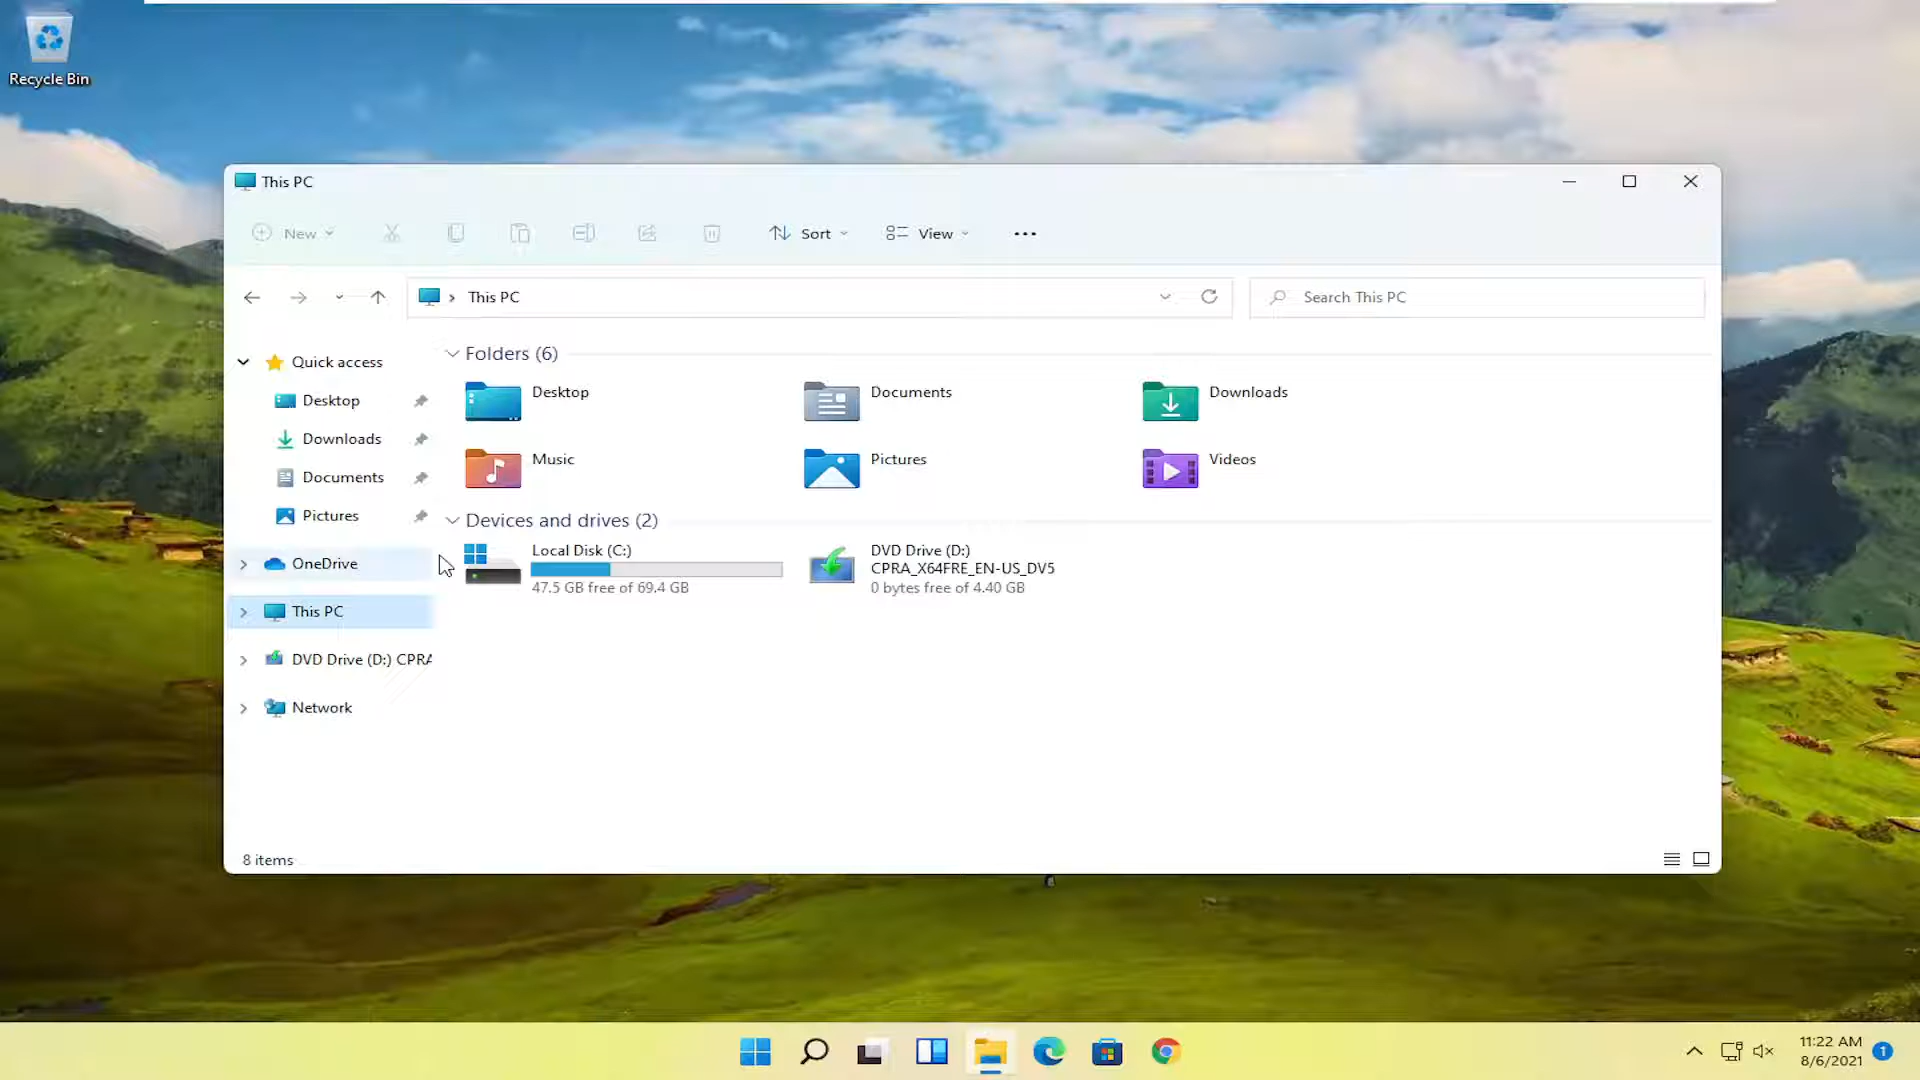 Recycle Bin
This PC
New
Sort
View
This PC
Search This PC
Quick access
Desktop
Downloads
Documents
Pictures
OneDrive
This PC
DVD Drive (D:) CPRA
Network
Folders (6)
Desktop
Documents
Downloads
Music
Pictures
Videos
Devices and drives (2)
Local Disk (C:)
47.5 GB free of 69.4 GB
DVD Drive (D:)
CPRA_X64FRE_EN-US_DV5
0 bytes free of 4.40 GB
8 items
11:22 AM
8/6/2021
1